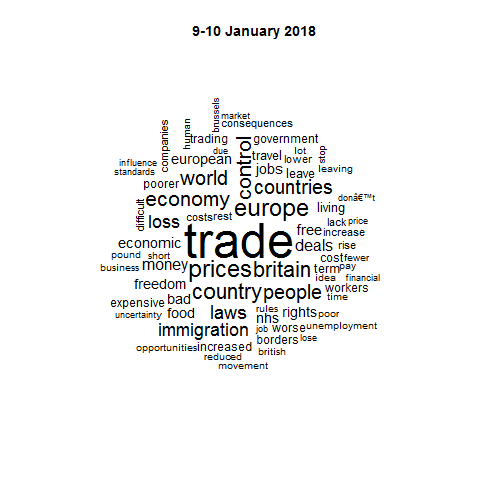 9-10 January 2018
market
brussels
consequences
human
companies
trading
control
government
due
lot
stop
influence
european
travel
lower
standards
world
jobs
leave
leaving
poorer
countries
economy
donâ€™t
difficult
loss
costs
rest
europe
living
trade
free
lack
price
increase
economic
deals
rise
pound
short
cost
fewer
business
money
prices
britain
term
pay
idea
financial
freedom
country
people
workers
time
expensive
bad
uncertainty
food
laws
rules
rights
poor
nhs
immigration
job
worse
unemployment
borders
lose
opportunities
increased
british
reduced
movement